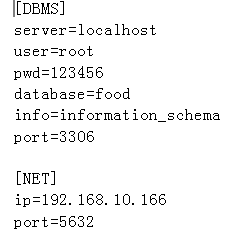 [DBMS]
server=localhost
user=root
pwd=123456
database=food
info=information_schema
port=3306

[NET]
ip=192.168.10.166
port=5632